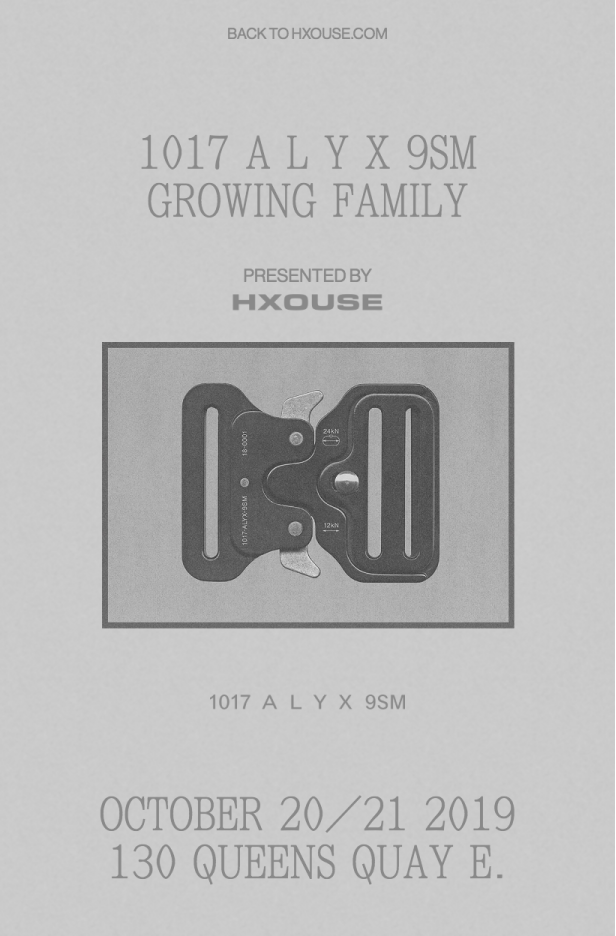 BACK TO HXOUSE.COM
1017 A L Y X 9SM
GROWING FAMILY
PRESENTED BY
HXOUSE
18-0001
1017-ALYX-9SM
24kN
12kN
1017 A L Y X 9SM
OCTOBER 20/21 2019
130 QUEENS QUAY E.